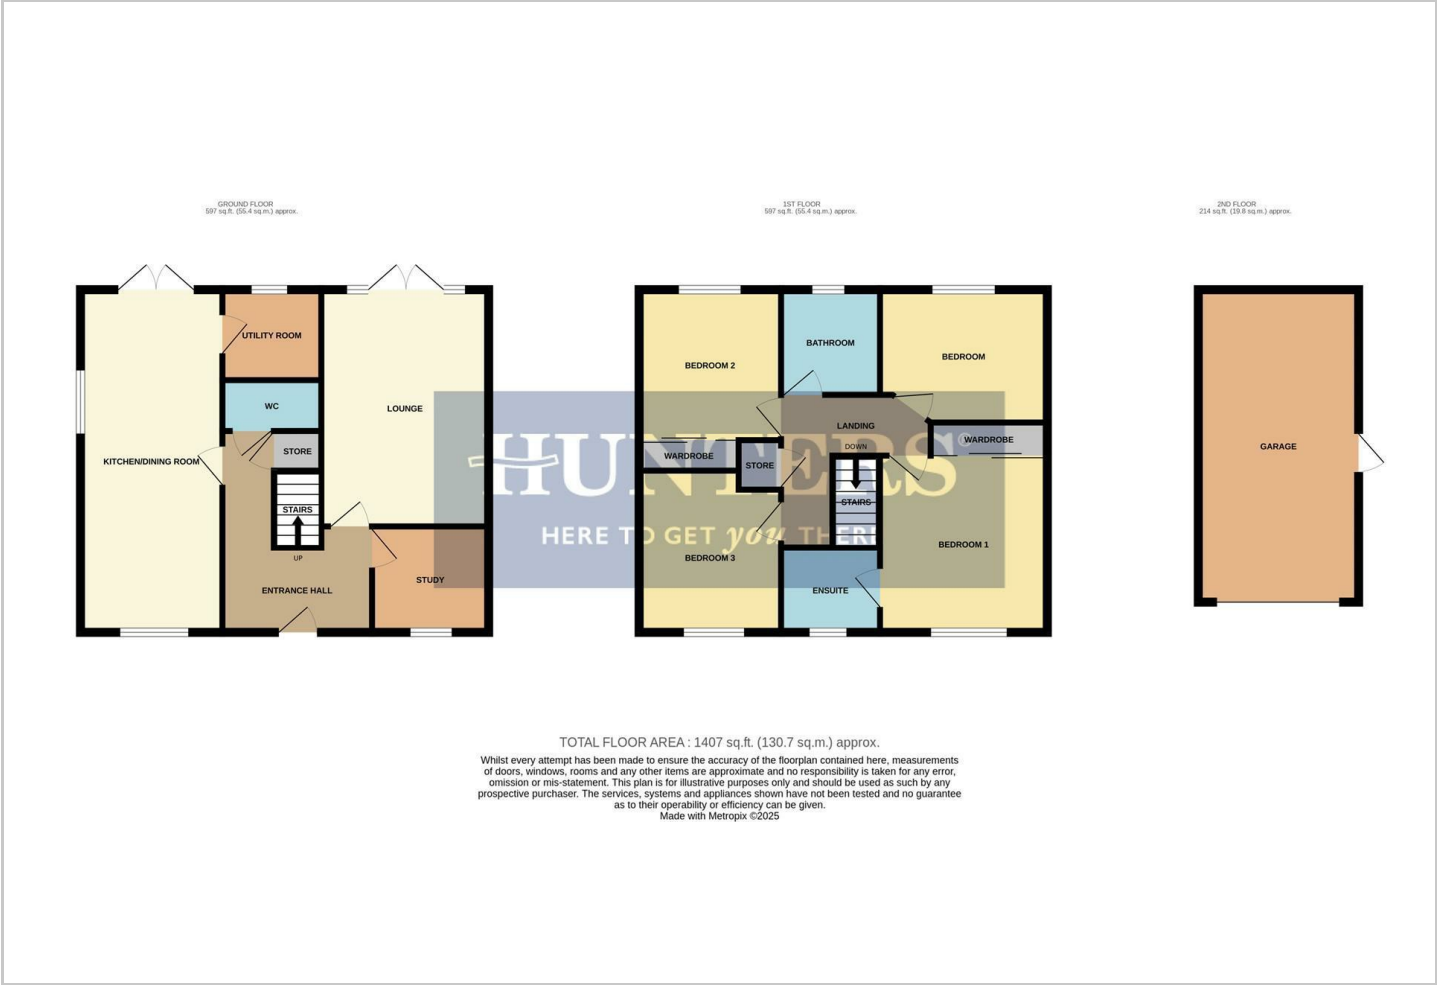 GROUND FLOOR
597 sq.ft. (55.4 sq.m.) approx.
1ST FLOOR
597 sq.ft. (55.4 sq.m.) approx.
2ND FLOOR
214 sq.ft. (19.8 sq.m.) approx.
UTILITY ROOM
WC
LOUNGE
KITCHEN/DINING ROOM
STORE
STAIRS
UP
STUDY
ENTRANCE HALL
BATHROOM
BEDROOM
BEDROOM 2
LANDING
DOWN
WARDROBE
WARDROBE
STORE
STAIRS
BEDROOM 1
BEDROOM 3
ENSUITE
GARAGE
HUNTERS®
HERE TO GET you THERE
TOTAL FLOOR AREA : 1407 sq.ft. (130.7 sq.m.) approx.
Whilst every attempt has been made to ensure the accuracy of the floorplan contained here, measurements
of doors, windows, rooms and any other items are approximate and no responsibility is taken for any error,
omission or mis-statement. This plan is for illustrative purposes only and should be used as such by any
prospective purchaser. The services, systems and appliances shown have not been tested and no guarantee
as to their operability or efficiency can be given.
Made with Metropix ©2025